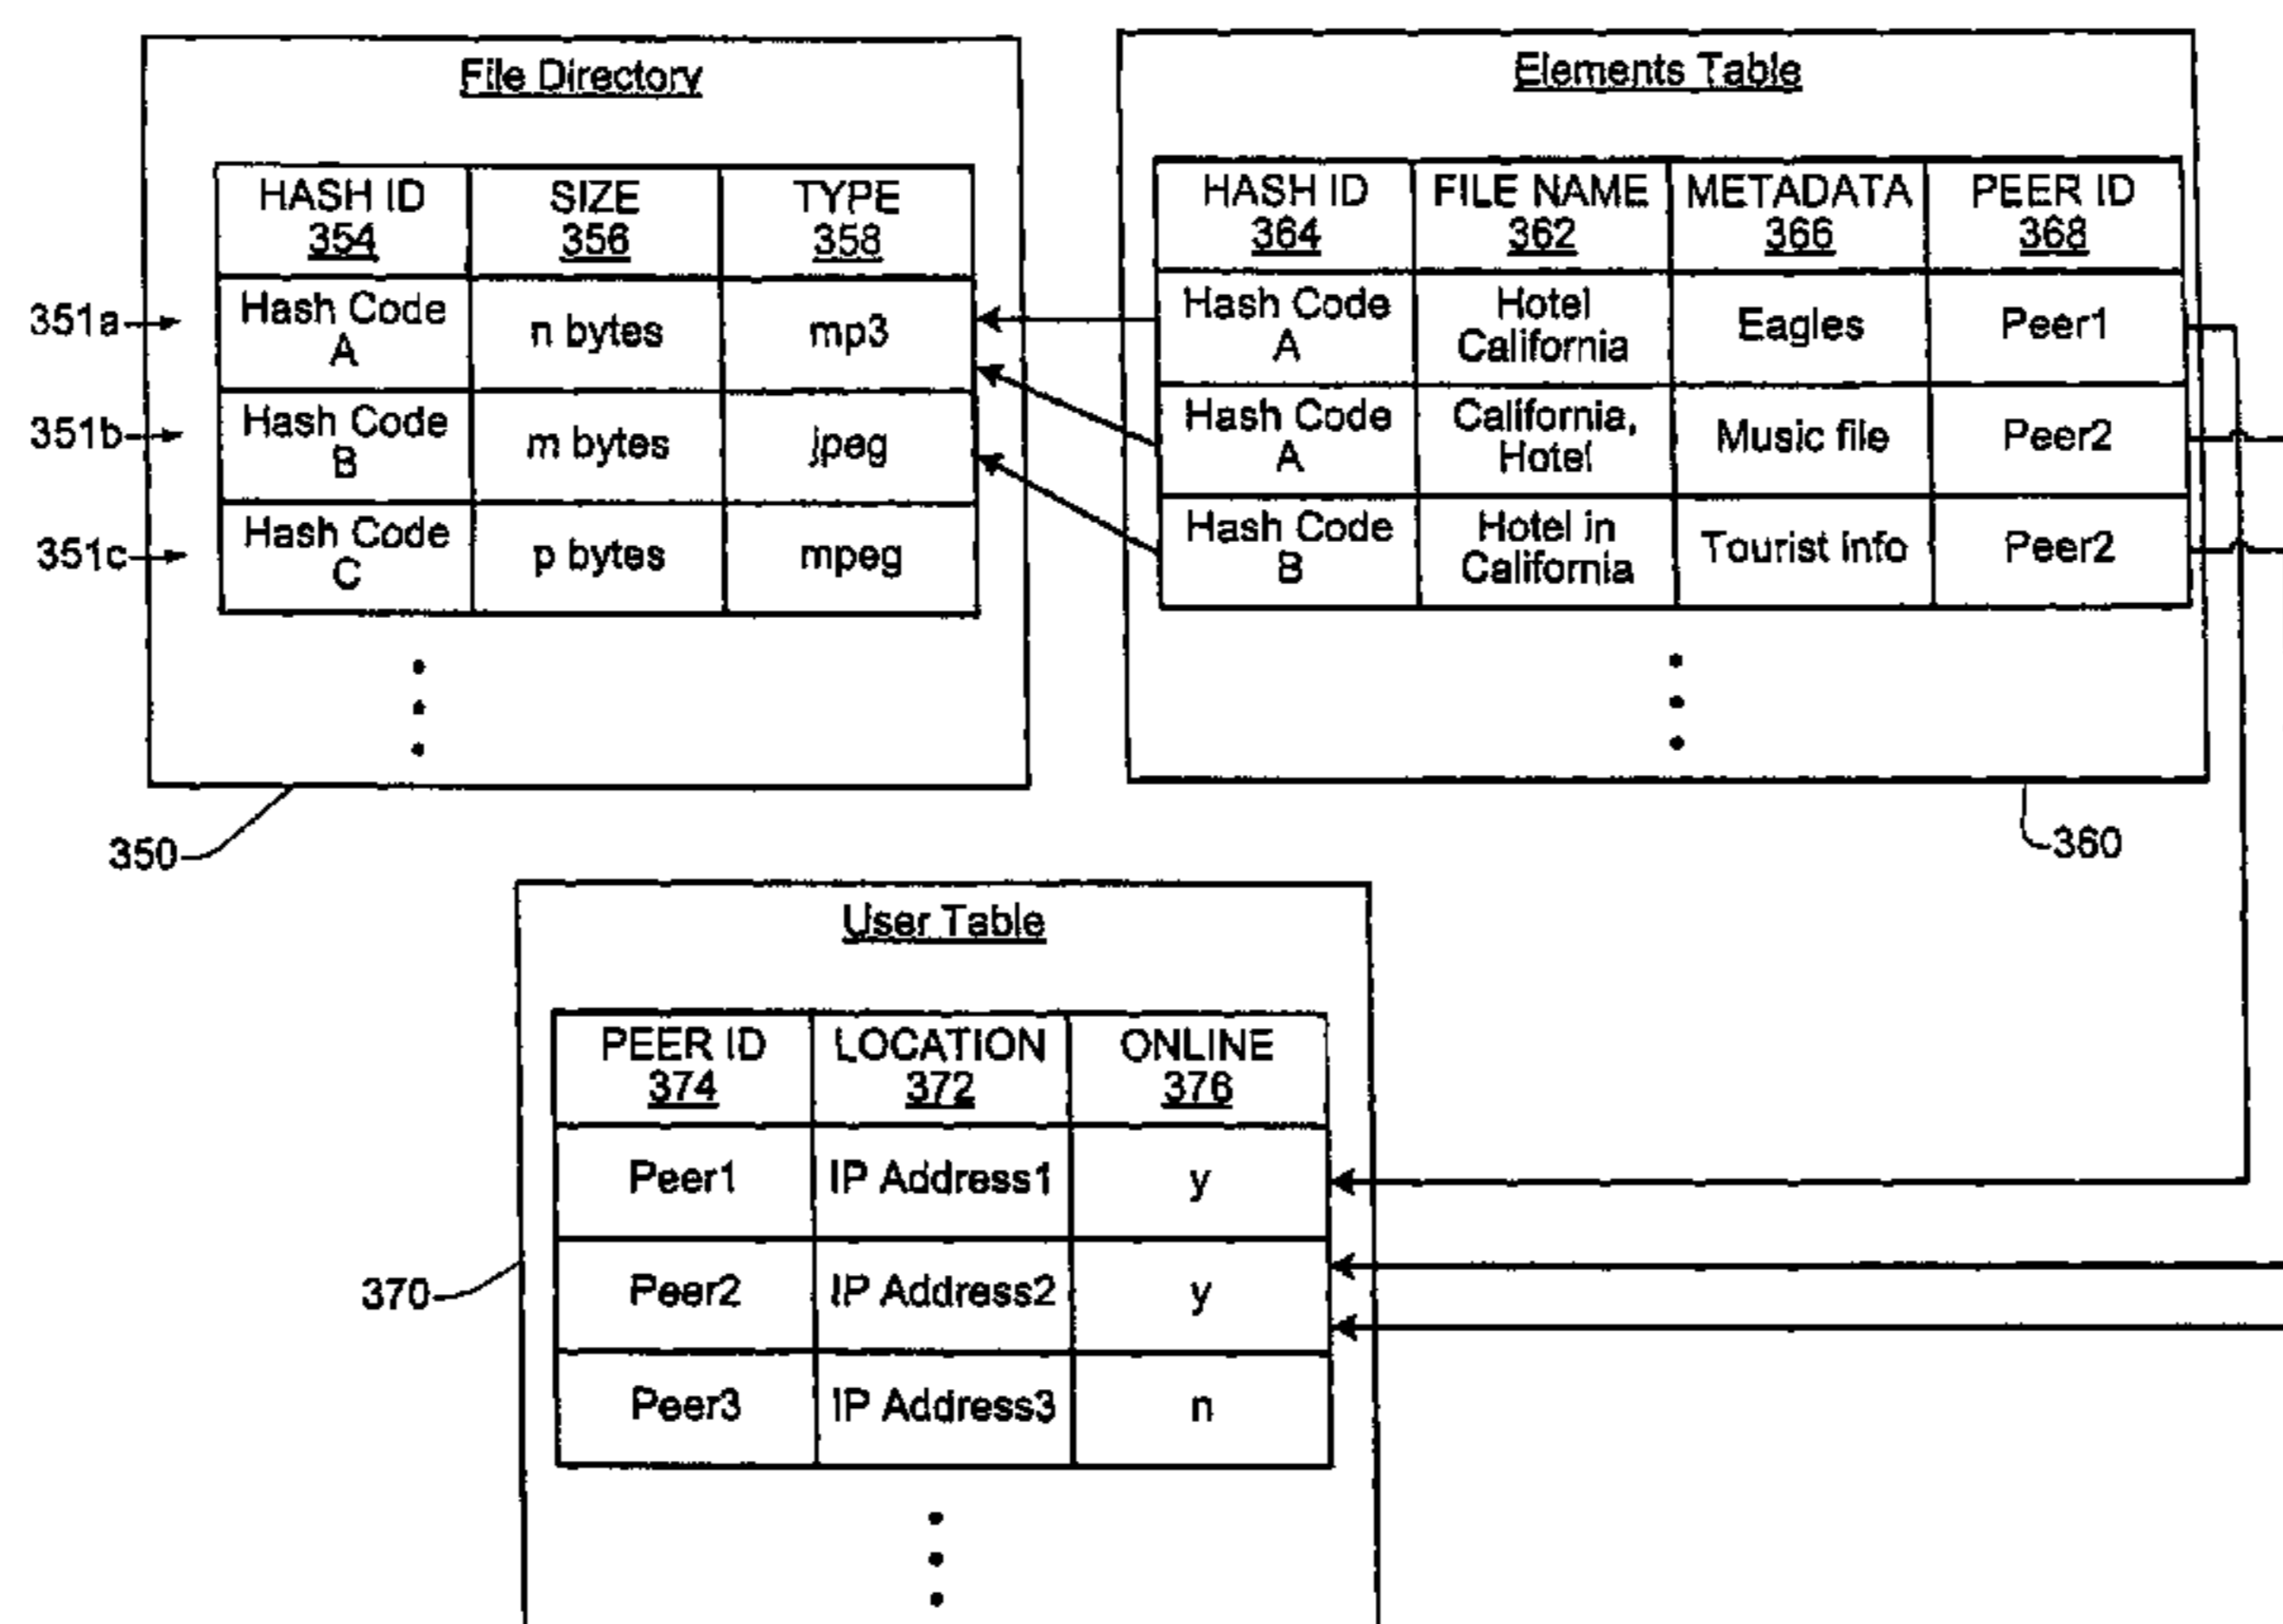 File Directory
HASH ID SIZE TYPE
354 356 358
351a Hash Code A n bytes mp3
351b Hash Code B m bytes jpeg
351c Hash Code C p bytes mpeg
350
Elements Table
HASH ID FILE NAME METADATA PEER ID
364 362 366 368
Hash Code A Hotel California Eagles Peer1
Hash Code A California, Hotel Music file Peer2
Hash Code B Hotel in California Tourist info Peer2
360
User Table
PEER ID LOCATION ONLINE
374 372 376
Peer1 IP Address1 y
Peer2 IP Address2 y
Peer3 IP Address3 n
370